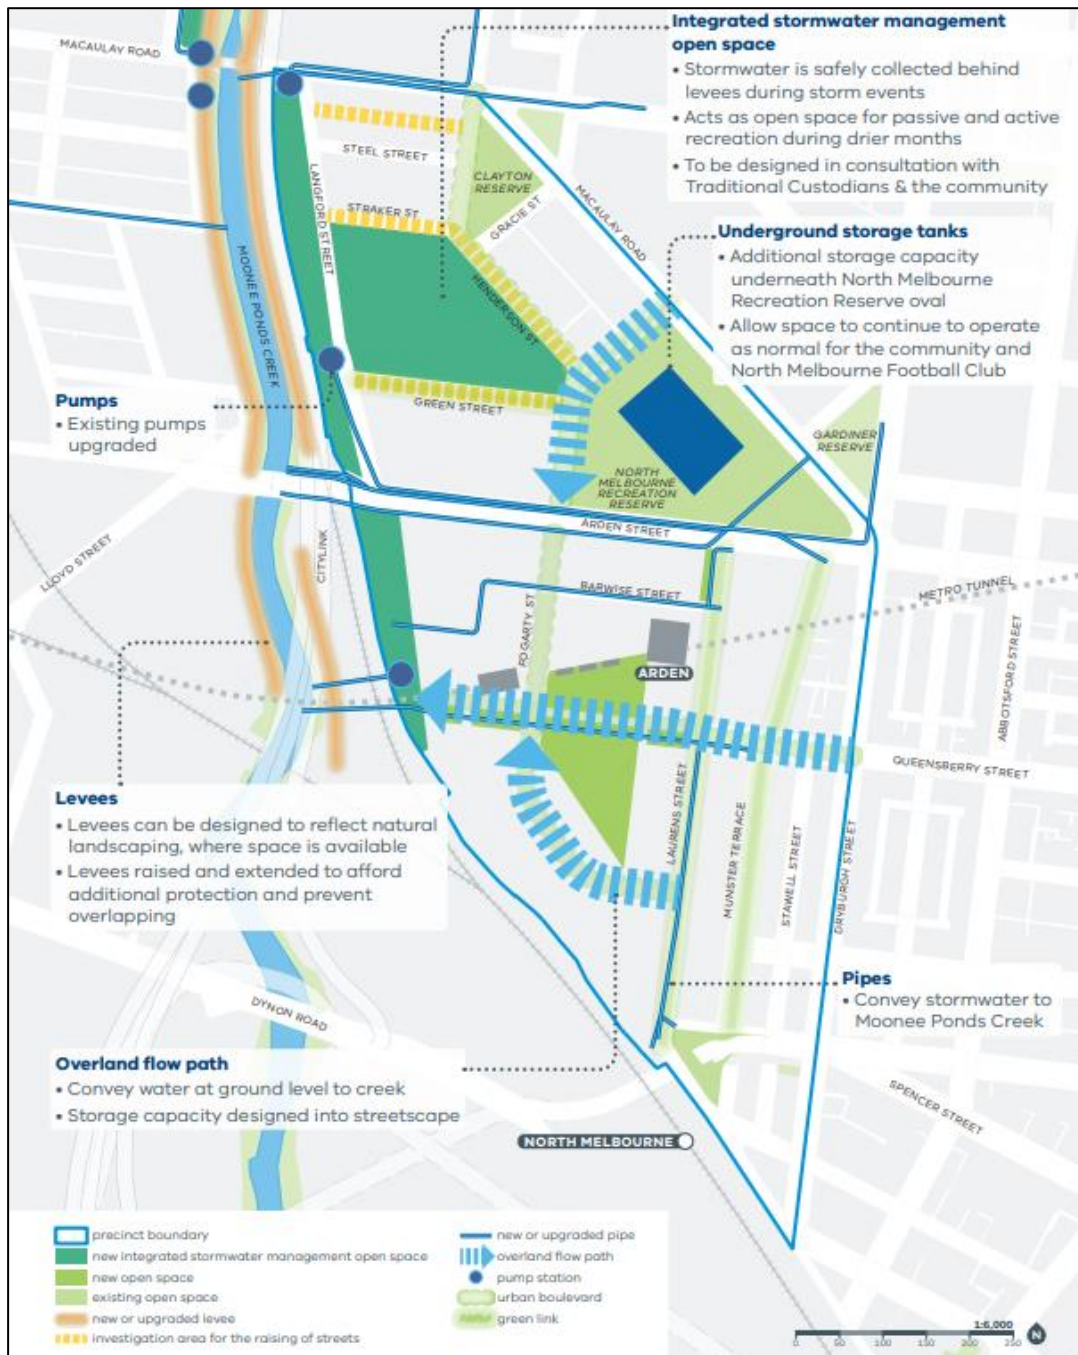 Integrated stormwater management
open space
• Stormwater is safely collected behind
levees during storm events
• Acts as open space for passive and active
recreation during drier months
• To be designed in consultation with
Traditional Custodians & the community
MACAULAY ROAD
STEEL STREET
LANGFORD STREET
CLAYTON
RESERVE
STRAKER ST
GRACIE ST
MACAULAY ROAD
Underground storage tanks
• Additional storage capacity
underneath North Melbourne
Recreation Reserve oval
• Allow space to continue to operate
as normal for the community and
North Melbourne Football Club
MOONEE PONDS CREEK
HENDERSON ST
Pumps
• Existing pumps
upgraded
GREEN STREET
GARDINER
RESERVE
NORTH
MELBOURNE
RECREATION
RESERVE
ARDEN STREET
LLOYD STREET
CITYLINK
BARWISE STREET
METRO TUNNEL
FOGARTY ST
ARDEN
ABBOTSFORD STREET
QUEENSBERRY STREET
Levees
• Levees can be designed to reflect natural
landscaping, where space is available
• Levees raised and extended to afford
additional protection and prevent
overlapping
LAURENS STREET
MUNSTER TERRACE
STAWELL STREET
DRYBURGH STREET
Pipes
• Convey stormwater to
Moonee Ponds Creek
DYNON ROAD
Overland flow path
• Convey water at ground level to creek
• Storage capacity designed into streetscape
SPENCER STREET
NORTH MELBOURNE
precinct boundary
new integrated stormwater management open space
new open space
existing open space
new or upgraded levee
investigation area for the raising of streets
new or upgraded pipe
overland flow path
pump station
urban boulevard
green link
1:6,000
0 50 100 150 200 250
N